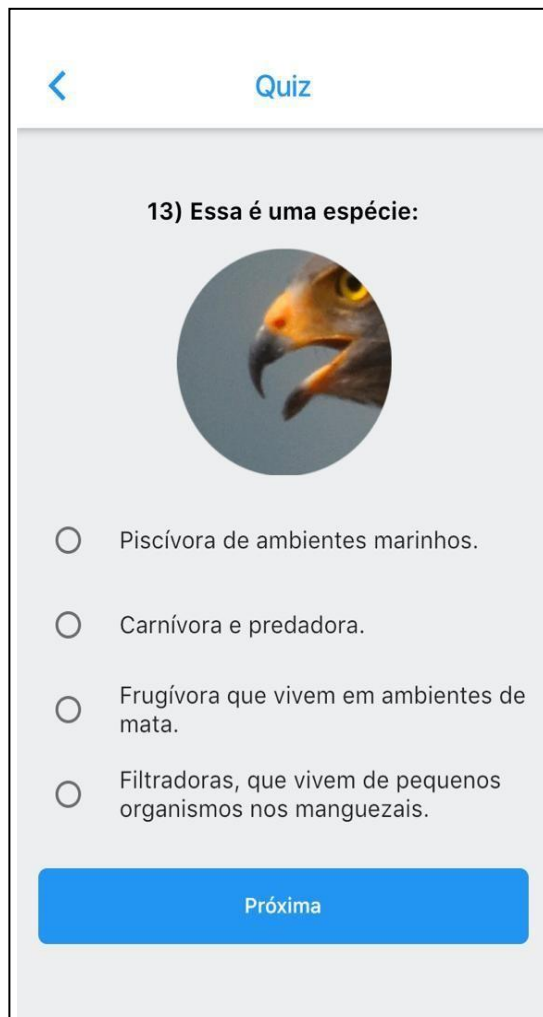 Quiz
13) Essa é uma espécie:
Piscívora de ambientes marinhos.
Carnívora e predadora.
Frugívora que vivem em ambientes de
mata.
Filtradoras, que vivem de pequenos
organismos nos manguezais.
Próxima